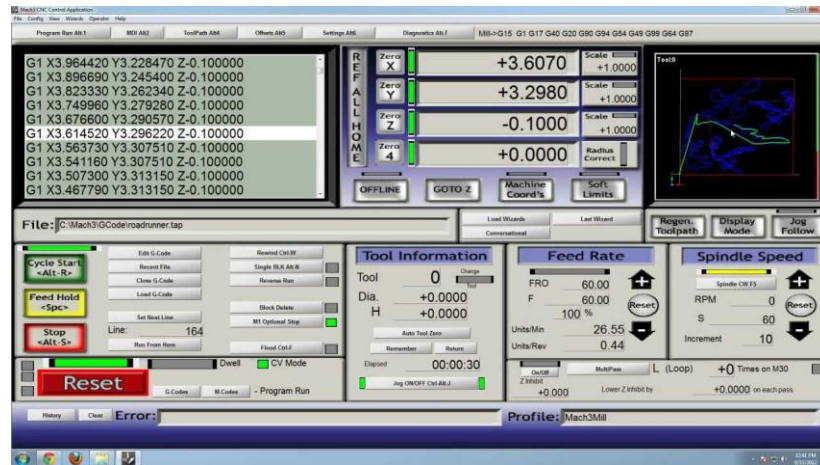 Mach3 CNC Control Application
File Config View Wizards Operator Help
Program Run Alt-1 MDI Alt2 ToolPath Alt4 Offsets Alt5 Settings Alt6 Diagnostics Alt-7 Mill->G15 G1 G17 G40 G20 G90 G94 G54 G49 G99 G64 G97
G1 X3.964420 Y3.228470 Z-0.100000
G1 X3.896690 Y3.245400 Z-0.100000
G1 X3.823330 Y3.262340 Z-0.100000
G1 X3.749960 Y3.279280 Z-0.100000
G1 X3.676600 Y3.290570 Z-0.100000
G1 X3.614520 Y3.296220 Z-0.100000
G1 X3.563730 Y3.307510 Z-0.100000
G1 X3.541160 Y3.307510 Z-0.100000
G1 X3.507300 Y3.313150 Z-0.100000
G1 X3.467790 Y3.313150 Z-0.100000
REF ALL HOME
Zero X +3.6070 Scale +1.0000
Zero Y +3.2980 Scale +1.0000
Zero Z -0.1000 Scale +1.0000
Zero 4 +0.0000 Radius Correct
OFFLINE GOTO Z Machine Coord's Soft Limits
Tool:0
File: C:\Mach3\GCode\roadrunner.tap
Load Wizards Last Wizard
Conversational
Regen. Toolpath Display Mode Jog Follow
Cycle Start <Alt-R>
Feed Hold <Spc>
Stop <Alt-S>
Edit G-Code Rewind Ctrl-W
Recent File Single BLK Alt-N
Close G-Code Reverse Run
Load G-Code
Block Delete
Set Next Line M1 Optional Stop
Line: 164
Run From Here Flood Ctrl-F
Dwell CV Mode
Reset
G-Codes M-Codes - Program Run
Tool Information
Tool 0 Change Tool
Dia. +0.0000
H +0.0000
Auto Tool Zero
Remember Return
Elapsed 00:00:30
Jog ON/OFF Ctrl-Alt-J
Feed Rate
FRO 60.00
F 60.00 Reset
100 %
Units/Min 26.55
Units/Rev 0.44
Spindle Speed
Spindle CW F5
RPM 0 Reset
S 60
Increment 10
On/Off MultiPass L (Loop) +0 Times on M30
Z Inhibit
+0.000 Lower Z Inhibit by +0.0000 on each pass
History Clear Error: Profile: Mach3Mill
12:41 PM